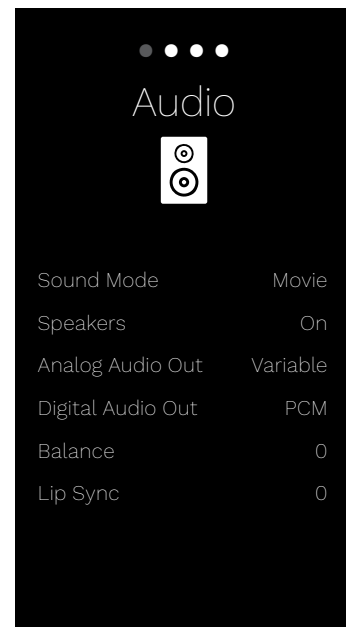 Audio
Sound Mode Movie
Speakers On
Analog Audio Out Variable
Digital Audio Out PCM
Balance 0
Lip Sync 0